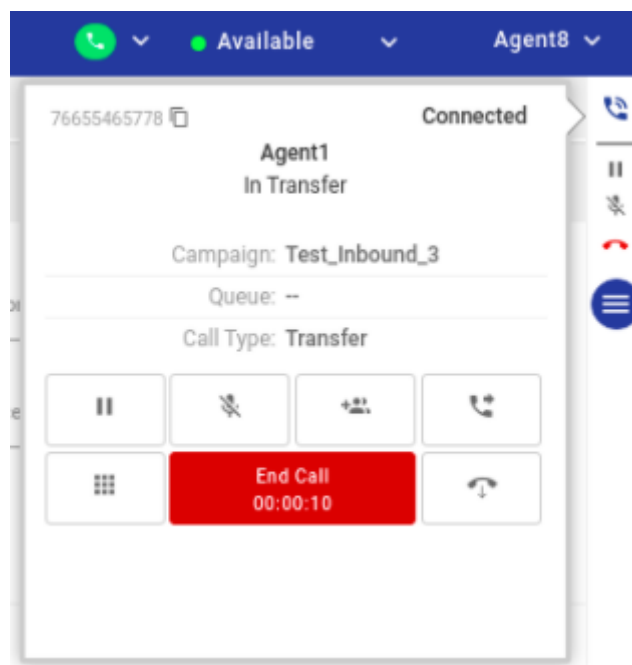 Available
Agent8
76655465778
Connected
Agent1
In Transfer
Campaign: Test_Inbound_3
Queue: --
Call Type: Transfer
End Call
00:00:10